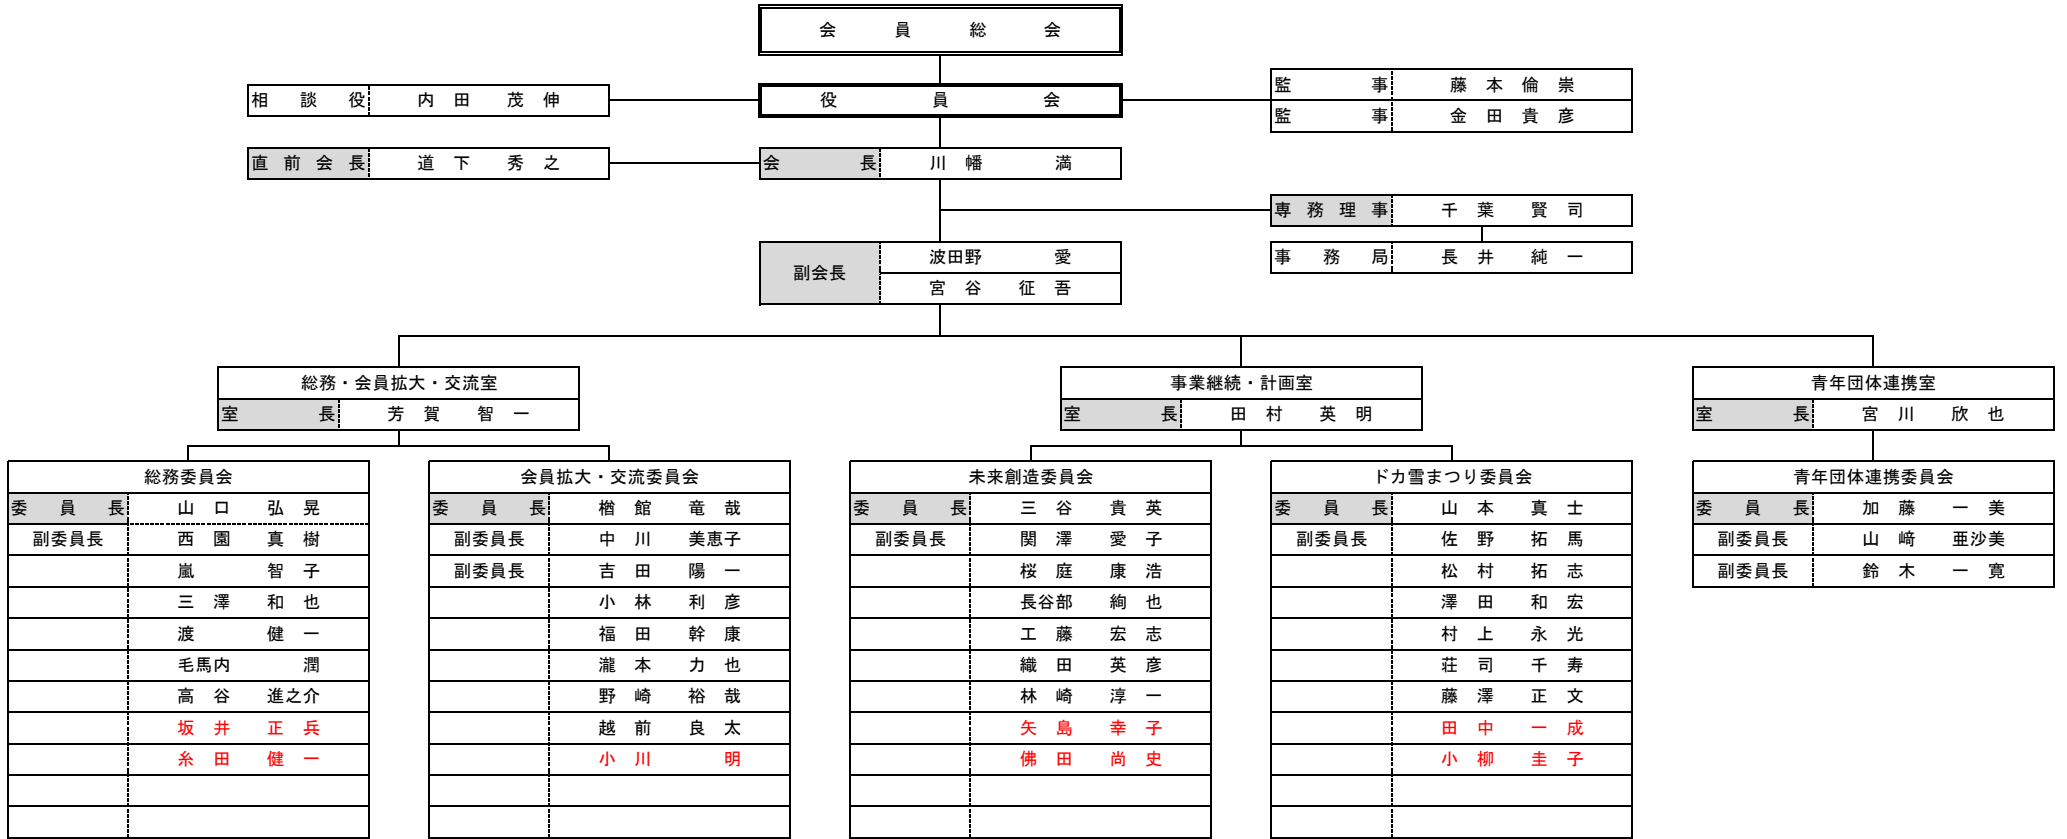 会員総会
相談役 内田 茂伸
役員会
監事 藤本倫崇
監事 金田貴彦
直前会長 道下 秀之
会長 川幡 満
専務理事 千葉 賢司
事務局 長井 純一
副会長 波田野 愛
宮谷 征吾
総務・会員拡大・交流室
室長 芳賀 智一
事業継続・計画室
室長 田村 英明
青年団体連携室
室長 宮川 欣也
総務委員会
委員長 山口 弘晃
副委員長 西園 真樹
嵐 智子
三澤 和也
渡 健一
毛馬内 潤
高谷 進之介
坂井 正兵
糸田 健一
会員拡大・交流委員会
委員長 楢館 竜哉
副委員長 中川 美恵子
副委員長 吉田 陽一
小林 利彦
福田 幹康
瀧本 力也
野崎 裕哉
越前 良太
小川 明
未来創造委員会
委員長 三谷 貴英
副委員長 関澤 愛子
桜庭 康浩
長谷部 絢也
工藤 宏志
織田 英彦
林崎 淳一
矢島 幸子
佛田 尚史
ドカ雪まつり委員会
委員長 山本 真士
副委員長 佐野 拓馬
松村 拓志
澤田 和宏
村上 永光
荘司 千寿
藤澤 正文
田中 一成
小柳 圭子
青年団体連携委員会
委員長 加藤 一美
副委員長 山﨑 亜沙美
副委員長 鈴木 一寛